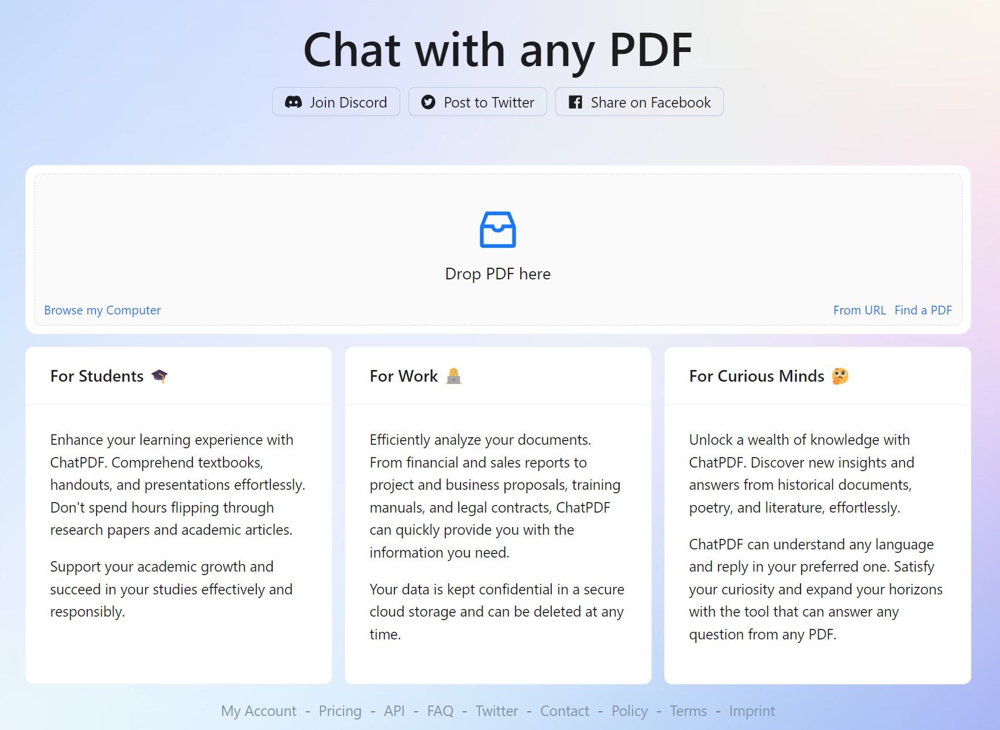 Chat with any PDF
Join Discord
Post to Twitter
Share on Facebook
Drop PDF here
Browse my Computer
From URL
Find a PDF
For Students
Enhance your learning experience with
ChatPDF. Comprehend textbooks,
handouts, and presentations effortlessly.
Don't spend hours flipping through
research papers and academic articles.
Support your academic growth and
succeed in your studies effectively and
responsibly.
For Work
Efficiently analyze your documents.
From financial and sales reports to
project and business proposals, training
manuals, and legal contracts, ChatPDF
can quickly provide you with the
information you need.
Your data is kept confidential in a secure
cloud storage and can be deleted at any
time.
For Curious Minds
Unlock a wealth of knowledge with
ChatPDF. Discover new insights and
answers from historical documents,
poetry, and literature, effortlessly.
ChatPDF can understand any language
and reply in your preferred one. Satisfy
your curiosity and expand your horizons
with the tool that can answer any
question from any PDF.
My Account - Pricing - API - FAQ - Twitter - Contact - Policy - Terms - Imprint